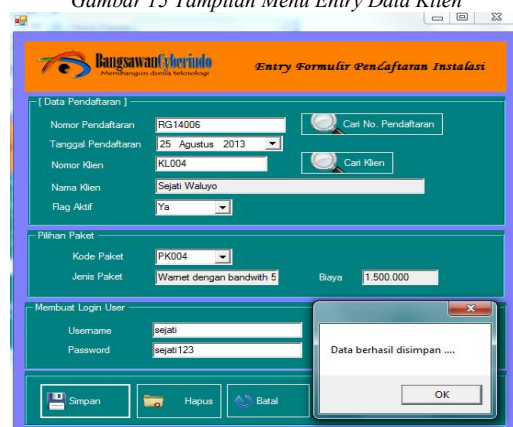 Gambar 15 Tampilan Menu Entry Data Klien
BangsawanCyberindo
Membangun dunia teknologi
Entry Formulir Pendaftaran Instalasi
[ Data Pendaftaran ]
Nomor Pendaftaran RG14006 Cari No. Pendaftaran
Tanggal Pendaftaran 25 Agustus 2013
Nomor Klien KL004 Cari Klien
Nama Klien Sejati Waluyo
Flag Aktif Ya
Pilihan Paket
Kode Paket PK004
Jenis Paket Warnet dengan bandwith 5 Biaya 1.500.000
Membuat Login User
Username sejati
Password sejati123
Data berhasil disimpan ....
OK
Simpan Hapus Batal